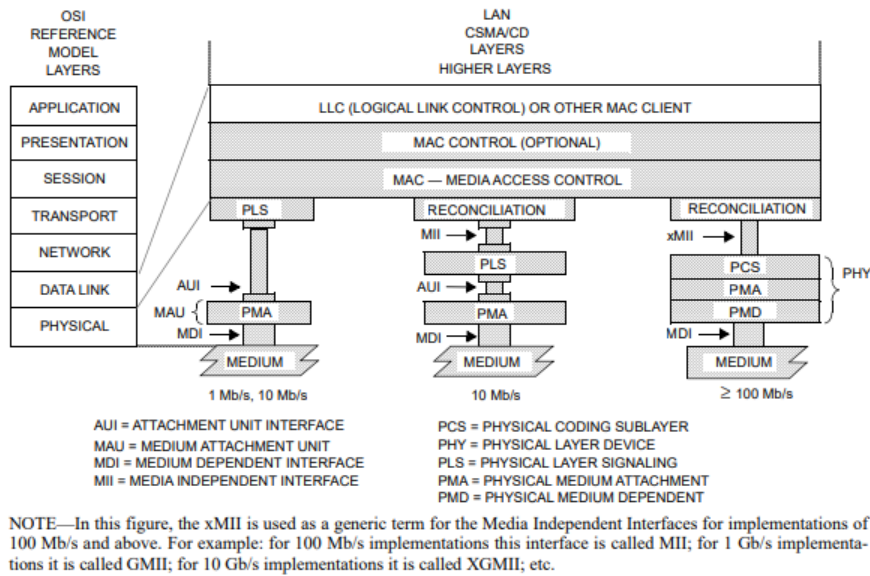 OSI
REFERENCE
MODEL
LAYERS
LAN
CSMA/CD
LAYERS
HIGHER LAYERS
APPLICATION
PRESENTATION
SESSION
TRANSPORT
NETWORK
DATA LINK
PHYSICAL
LLC (LOGICAL LINK CONTROL) OR OTHER MAC CLIENT
MAC CONTROL (OPTIONAL)
MAC — MEDIA ACCESS CONTROL
PLS
AUI
MAU
PMA
MDI
MEDIUM
1 Mb/s, 10 Mb/s
RECONCILIATION
MII
PLS
AUI
PMA
MDI
MEDIUM
10 Mb/s
RECONCILIATION
xMII
PCS
PMA
PMD
PHY
MDI
MEDIUM
≥ 100 Mb/s
AUI = ATTACHMENT UNIT INTERFACE
MAU = MEDIUM ATTACHMENT UNIT
MDI = MEDIUM DEPENDENT INTERFACE
MII = MEDIA INDEPENDENT INTERFACE
PCS = PHYSICAL CODING SUBLAYER
PHY = PHYSICAL LAYER DEVICE
PLS = PHYSICAL LAYER SIGNALING
PMA = PHYSICAL MEDIUM ATTACHMENT
PMD = PHYSICAL MEDIUM DEPENDENT
NOTE—In this figure, the xMII is used as a generic term for the Media Independent Interfaces for implementations of
100 Mb/s and above. For example: for 100 Mb/s implementations this interface is called MII; for 1 Gb/s implementa-
tions it is called GMII; for 10 Gb/s implementations it is called XGMII; etc.